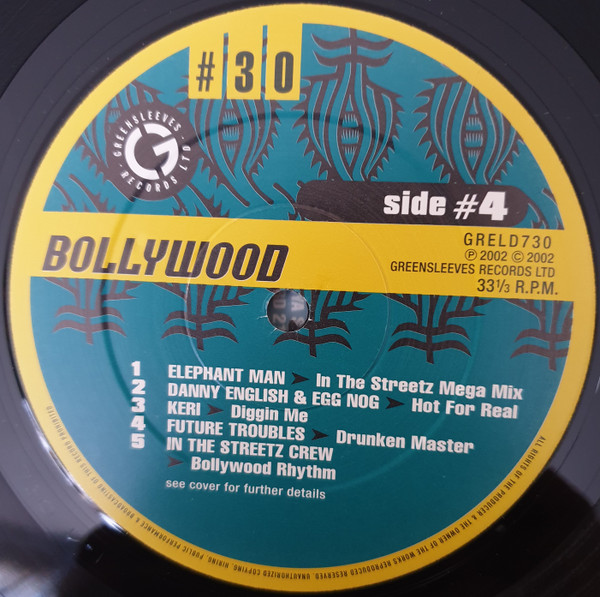 #30
GREENSLEEVES
RECORDS LTD
G
side #4
BOLLYWOOD
GRELD730
℗ 2002 © 2002
GREENSLEEVES RECORDS LTD
33⅓ R.P.M.
1 ELEPHANT MAN ➤ In The Streetz Mega Mix
2 DANNY ENGLISH & EGG NOG ➤ Hot For Real
3 KERI ➤ Diggin Me
4 FUTURE TROUBLES ➤ Drunken Master
5 IN THE STREETZ CREW
➤ Bollywood Rhythm
see cover for further details
ALL RIGHTS OF THE PRODUCER & THE OWNER OF THE WORKS REPRODUCED RESERVED. UNAUTHORIZED COPYING, HIRING, PUBLIC PERFORMANCE & BROADCASTING OF THIS RECORD PROHIBITED